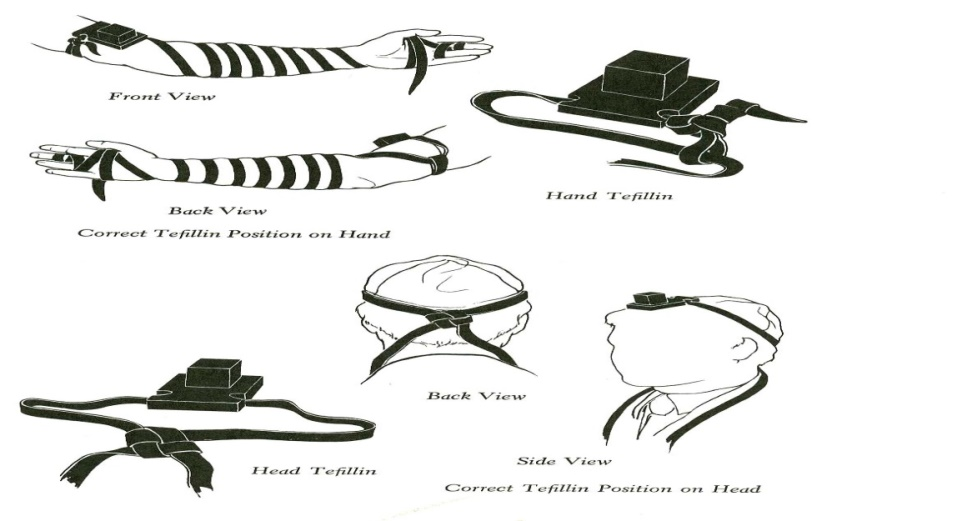 Front View
Hand Tefillin
Back View
Correct Tefillin Position on Hand
Back View
Head Tefillin
Side View
Correct Tefillin Position on Head